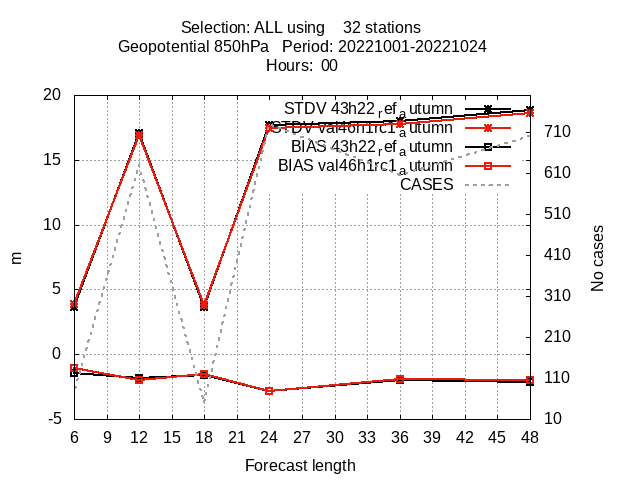 Selection: ALL using 32 stations
Geopotential 850hPa Period: 20221001-20221024
Hours: 00
20
15
10
5
0
-5
m
STDV 43h22_ref_autumn
STDV val46h1rc1_autumn
BIAS 43h22_ref_autumn
BIAS val46h1rc1_autumn
CASES
710
610
510
410
310
210
110
10
No cases
6 9 12 15 18 21 24 27 30 33 36 39 42 45 48
Forecast length